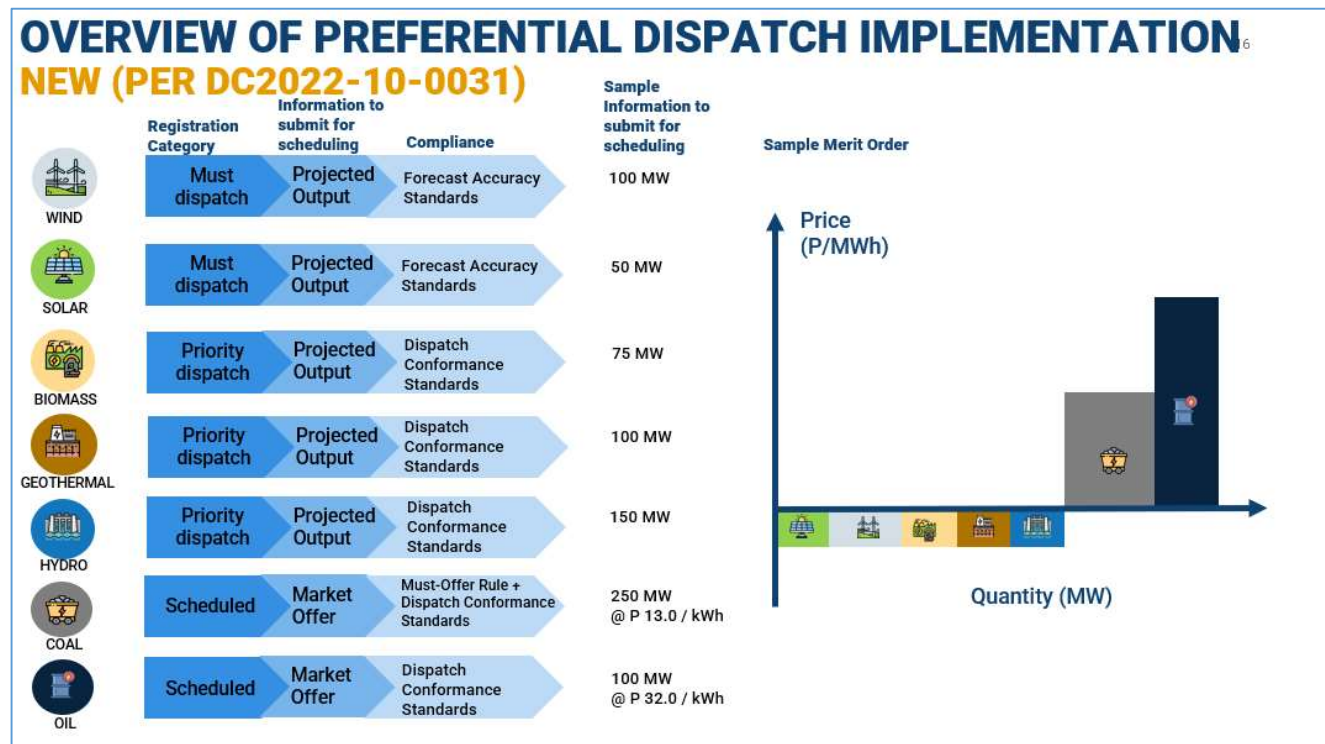 OVERVIEW OF PREFERENTIAL DISPATCH IMPLEMENTATION
16
NEW (PER DC2022-10-0031)
Registration
Category
Information to
submit for
scheduling
Compliance
Sample
Information to
submit for
scheduling
Sample Merit Order
WIND
Must
dispatch
Projected
Output
Forecast Accuracy
Standards
100 MW
SOLAR
Must
dispatch
Projected
Output
Forecast Accuracy
Standards
50 MW
BIOMASS
Priority
dispatch
Projected
Output
Dispatch
Conformance
Standards
75 MW
GEOTHERMAL
Priority
dispatch
Projected
Output
Dispatch
Conformance
Standards
100 MW
HYDRO
Priority
dispatch
Projected
Output
Dispatch
Conformance
Standards
150 MW
COAL
Scheduled
Market
Offer
Must-Offer Rule +
Dispatch Conformance
Standards
250 MW
@ P 13.0 / kWh
OIL
Scheduled
Market
Offer
Dispatch
Conformance
Standards
100 MW
@ P 32.0 / kWh
Price
(P/MWh)
Quantity (MW)